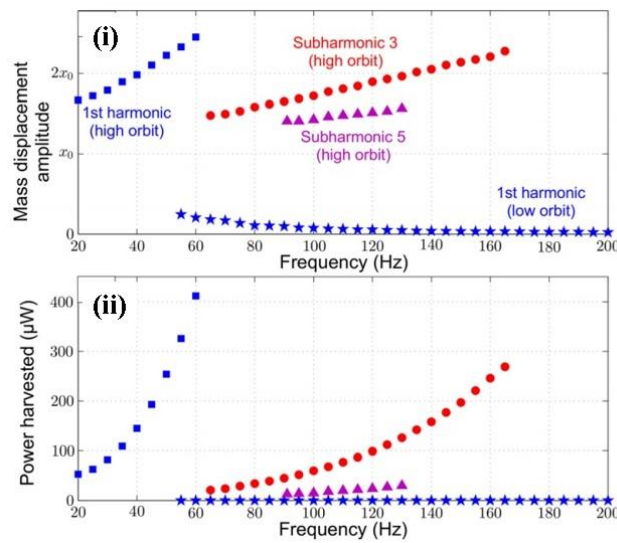 (i)
Mass displacement
amplitude
2x₀
x₀
0
1st harmonic
(high orbit)
Subharmonic 3
(high orbit)
Subharmonic 5
(high orbit)
1st harmonic
(low orbit)
20 40 60 80 100 120 140 160 180 200
Frequency (Hz)
(ii)
Power harvested (μW)
400
300
200
100
0
20 40 60 80 100 120 140 160 180 200
Frequency (Hz)